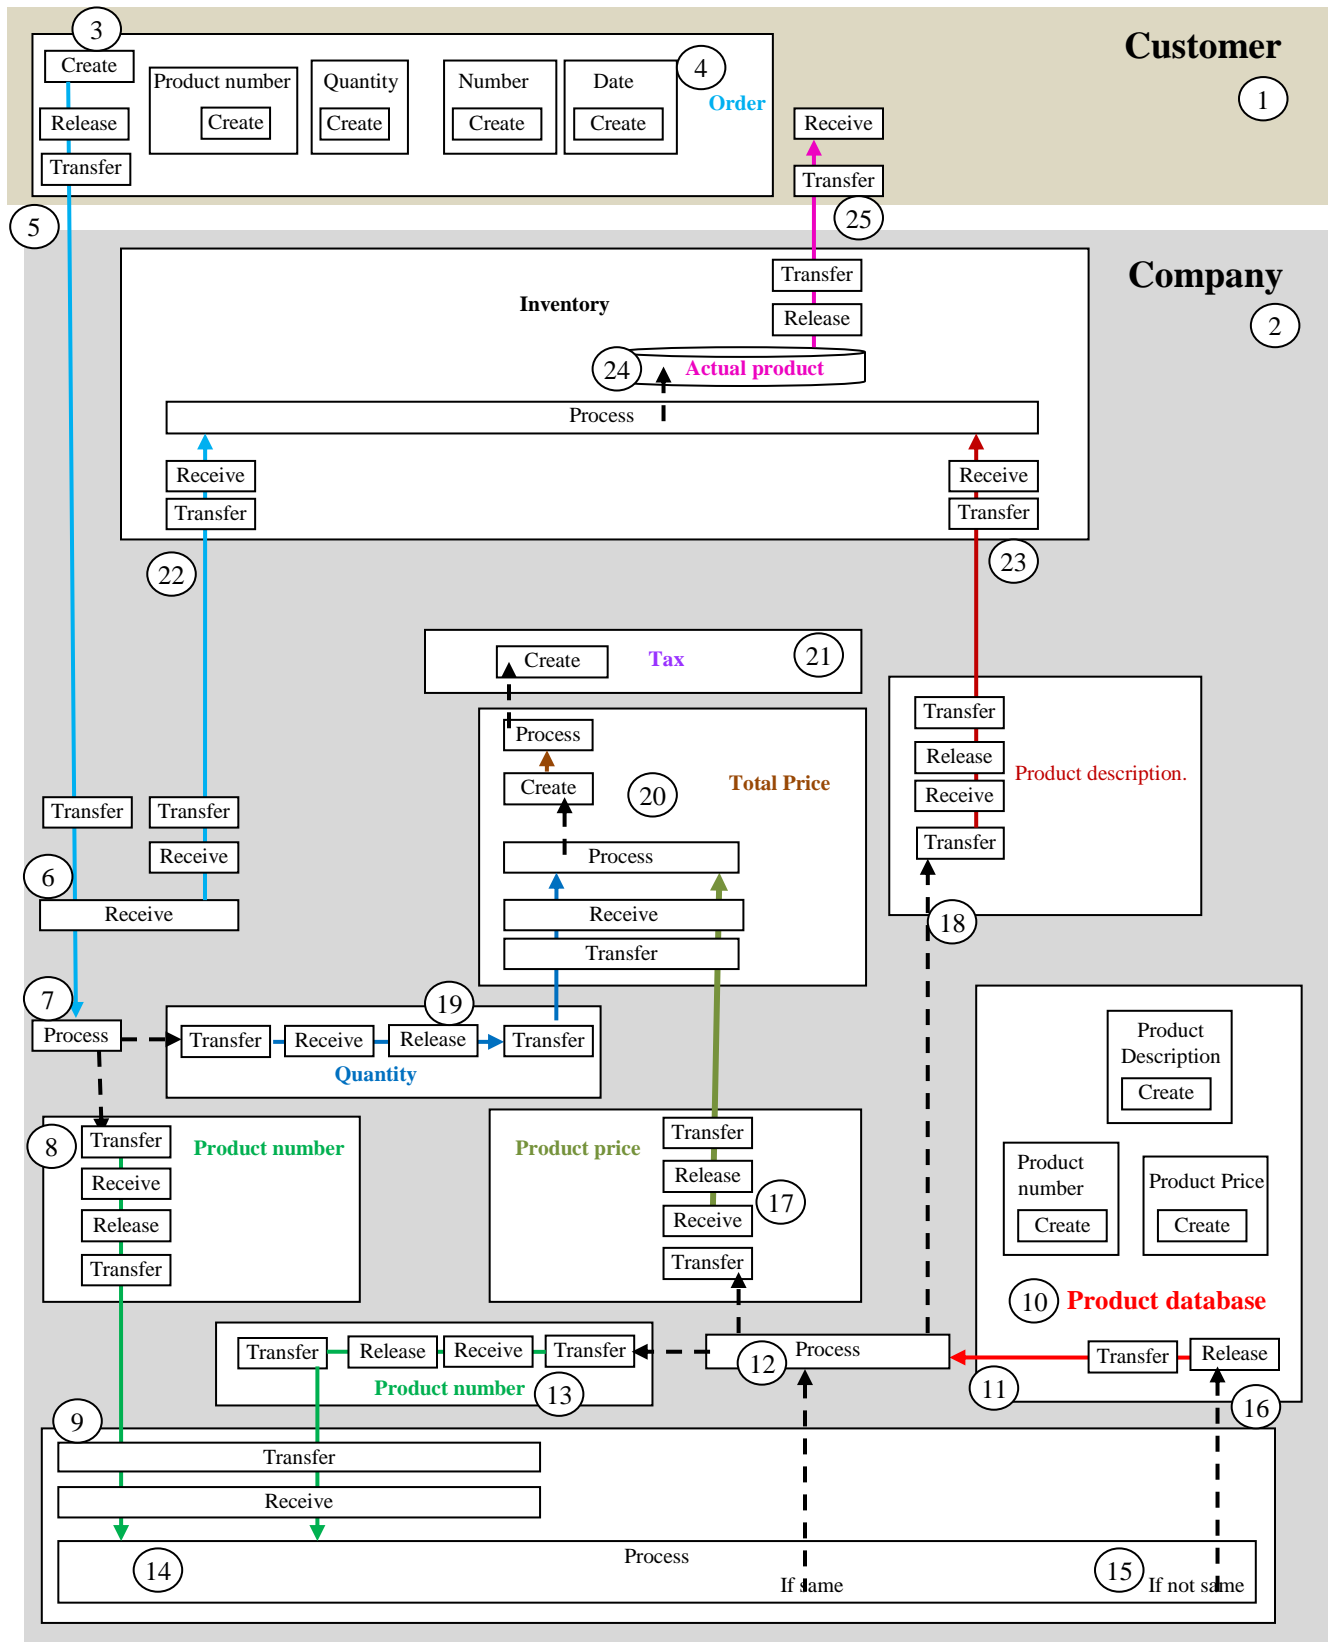 3
Customer
Create
4
Product number
Quantity
Number
Date
1
Order
Release
Create
Create
Create
Create
Receive
Transfer
Transfer
5
25
Company
Transfer
Inventory
2
Release
24
Actual product
Process
Receive
Receive
Transfer
Transfer
22
23
Create
Tax
21
Transfer
Process
Release
Product description.
Create
20
Total Price
Receive
Transfer
Transfer
Transfer
Receive
Process
6
Receive
Receive
18
Transfer
7
19
Process
Transfer
Receive
Release
Transfer
Quantity
Product
Description
Create
8
Transfer
Product number
Product price
Transfer
Receive
Release
17
Product
number
Product Price
Release
Receive
Create
Create
Transfer
Transfer
10
Product database
Transfer
Release
Receive
Transfer
12
Process
Transfer
Release
Product number
13
11
16
9
Transfer
Receive
Process
14
15
If same
If not same